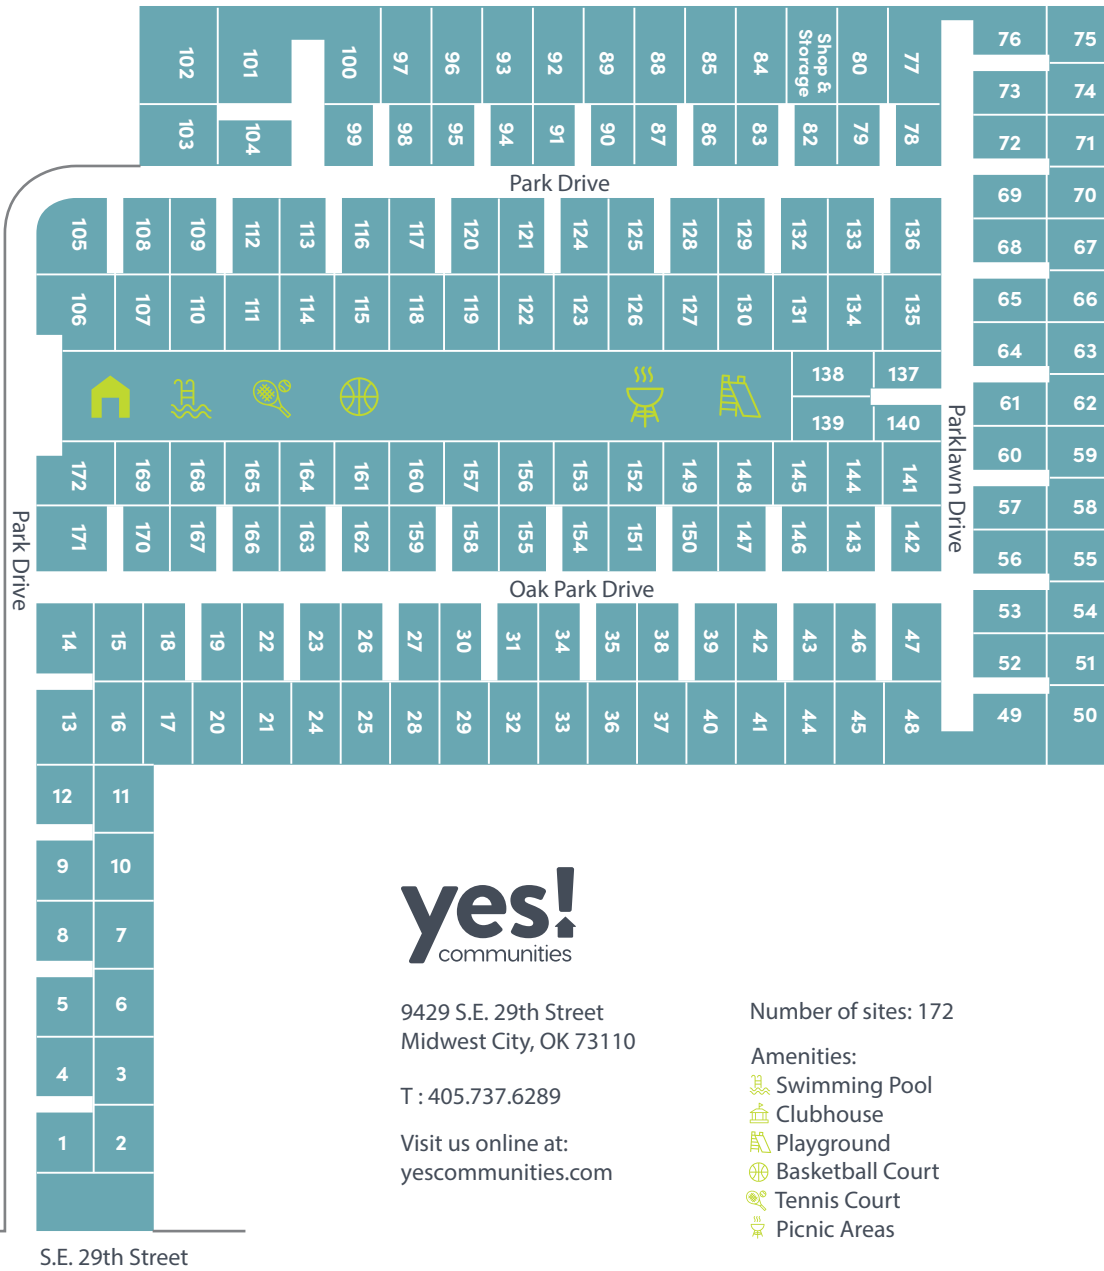 102 101 100 97 96 93 92 89 88 85 84 Shop & Storage 80 77 76 75
73 74
103 104 99 98 95 94 91 90 87 86 83 82 79 78 72 71
Park Drive
69 70
105 108 109 112 113 116 117 120 121 124 125 128 129 132 133 136 68 67
106 107 110 111 114 115 118 119 122 123 126 127 130 131 134 135 65 66
64 63
138 137
61 62
139 140
Parklawn Drive
172 169 168 165 164 161 160 157 156 153 152 149 148 145 144 141 60 59
57 58
Park Drive
171 170 167 166 163 162 159 158 155 154 151 150 147 146 143 142 56 55
Oak Park Drive
53 54
14 15 18 19 22 23 26 27 30 31 34 35 38 39 42 43 46 47 52 51
13 16 17 20 21 24 25 28 29 32 33 36 37 40 41 44 45 48 49 50
12 11
9 10
8 7
5 6
4 3
1 2
S.E. 29th Street
yes!
communities
9429 S.E. 29th Street
Midwest City, OK 73110
T : 405.737.6289
Visit us online at:
yescommunities.com
Number of sites: 172
Amenities:
Swimming Pool
Clubhouse
Playground
Basketball Court
Tennis Court
Picnic Areas